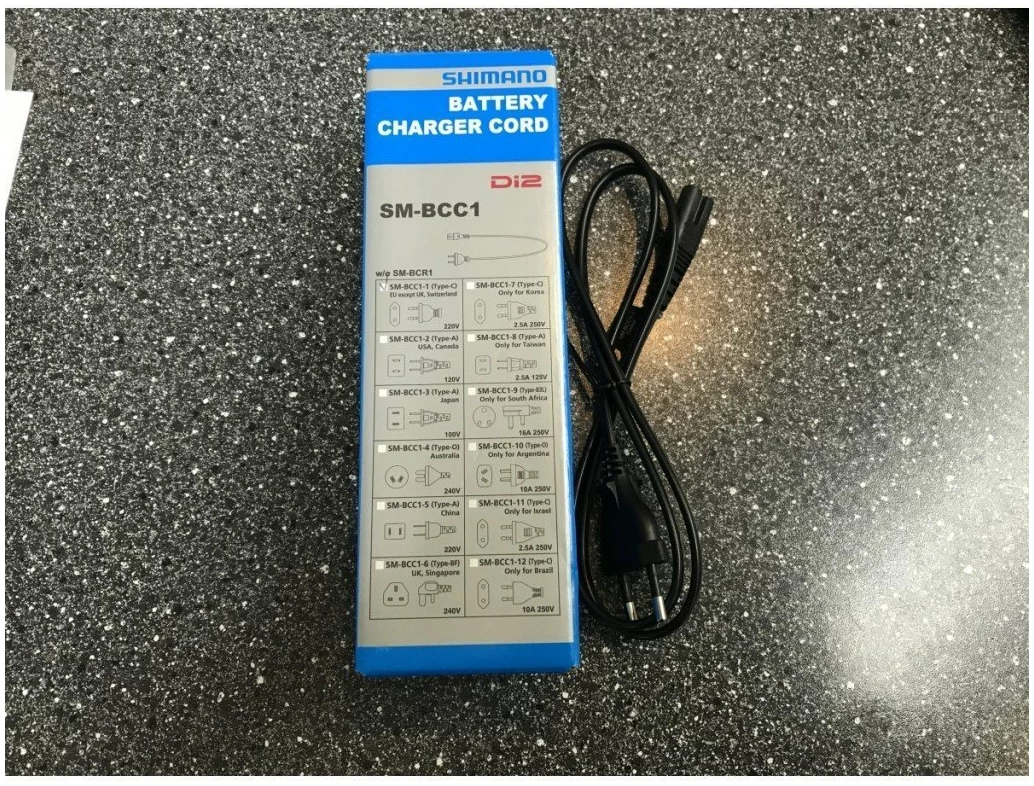 SHIMANO
BATTERY
CHARGER CORD
Di2
SM-BCC1
w/o SM-BCR1
SM-BCC1-1 (Type-C)
EU except UK, Switzerland
220V
SM-BCC1-7 (Type-C)
Only for Korea
2.5A 250V
SM-BCC1-2 (Type-A)
USA, Canada
120V
SM-BCC1-8 (Type-A)
Only for Taiwan
2.5A 125V
SM-BCC1-3 (Type-A)
Japan
100V
SM-BCC1-9 (Type-B3L)
Only for South Africa
16A 250V
SM-BCC1-4 (Type-O)
Australia
240V
SM-BCC1-10 (Type-O)
Only for Argentina
10A 250V
SM-BCC1-5 (Type-A)
China
220V
SM-BCC1-11 (Type-C)
Only for Israel
2.5A 250V
SM-BCC1-6 (Type-BF)
UK, Singapore
240V
SM-BCC1-12 (Type-C)
Only for Brazil
10A 250V